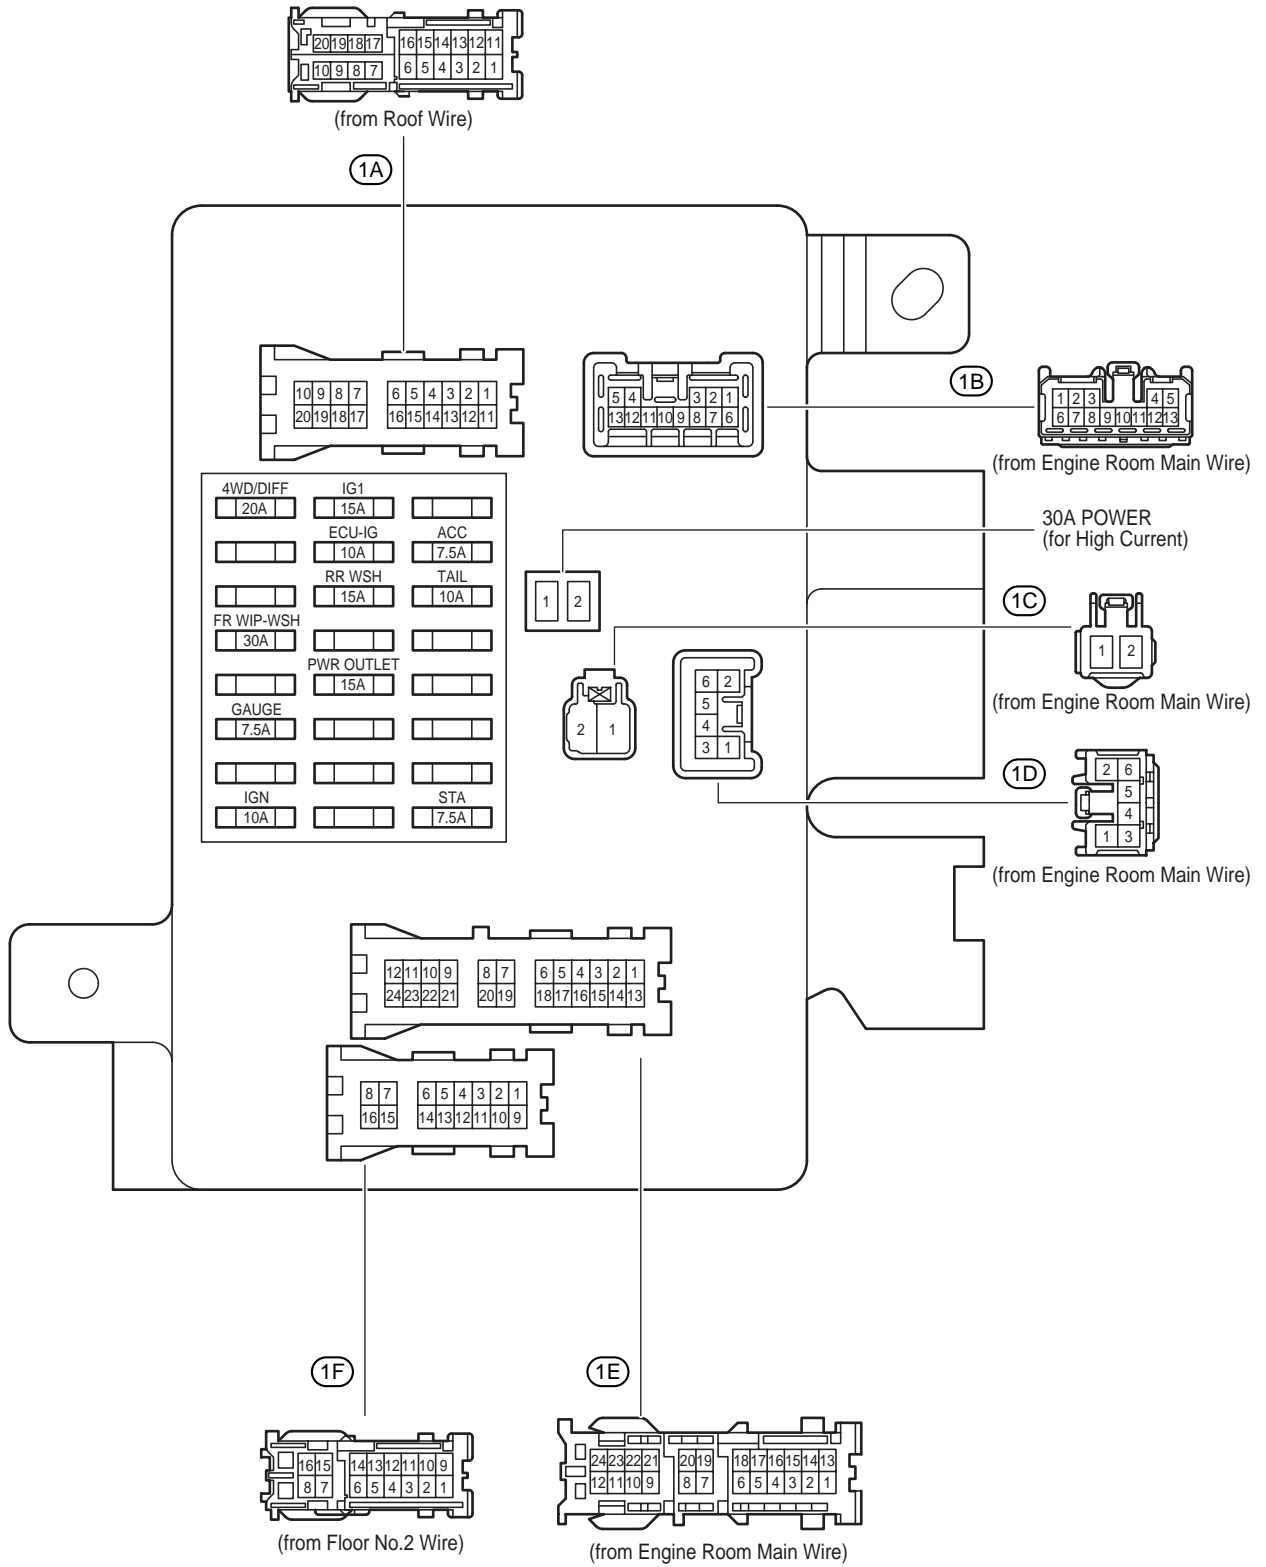 20 19 18 17 16 15 14 13 12 11
10 9 8 7 6 5 4 3 2 1
(from Roof Wire)
1A
10 9 8 7 6 5 4 3 2 1
20 19 18 17 16 15 14 13 12 11
5 4 3 2 1
13 12 11 10 9 8 7 6
1B
1 2 3 4 5
6 7 8 9 10 11 12 13
(from Engine Room Main Wire)
4WD/DIFF IG1
20A 15A
ECU-IG ACC
10A 7.5A
RR WSH TAIL
15A 10A
FR WIP-WSH
30A
PWR OUTLET
15A
GAUGE
7.5A
IGN STA
10A 7.5A
30A POWER
(for High Current)
1 2
1C
1 2
(from Engine Room Main Wire)
2 1
6 2
5
4
3 1
1D
2 6
5
4
1 3
(from Engine Room Main Wire)
12 11 10 9 8 7 6 5 4 3 2 1
24 23 22 21 20 19 18 17 16 15 14 13
8 7 6 5 4 3 2 1
16 15 14 13 12 11 10 9
1F
16 15 14 13 12 11 10 9
8 7 6 5 4 3 2 1
(from Floor No.2 Wire)
1E
24 23 22 21 20 19 18 17 16 15 14 13
12 11 10 9 8 7 6 5 4 3 2 1
(from Engine Room Main Wire)